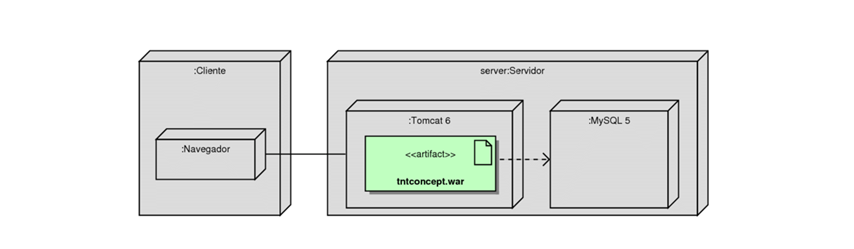 :Cliente
:Navegador
server:Servidor
:Tomcat 6
<<artifact>>
tntconcept.war
:MySQL 5